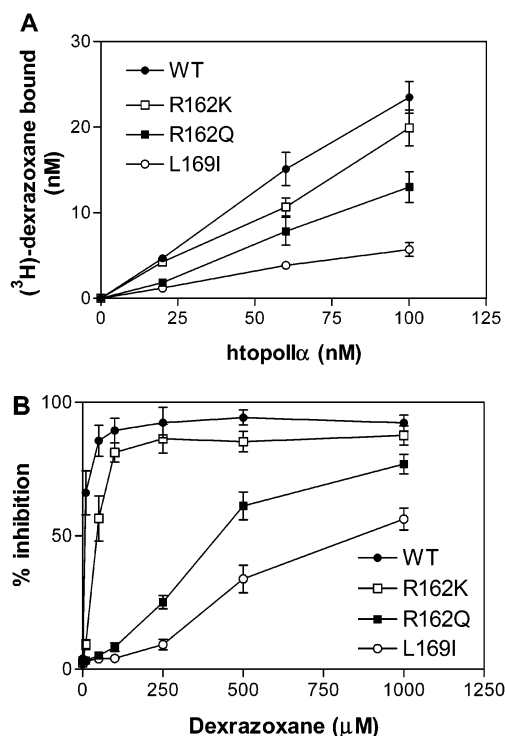 A
30
20
10
0
WT
R162K
R162Q
L169I
(³H)-dexrazoxane bound
(nM)
0 25 50 75 100 125
htopoIIα (nM)
B
100
50
0
% inhibition
WT
R162K
R162Q
L169I
0 250 500 750 1000 1250
Dexrazoxane (μM)